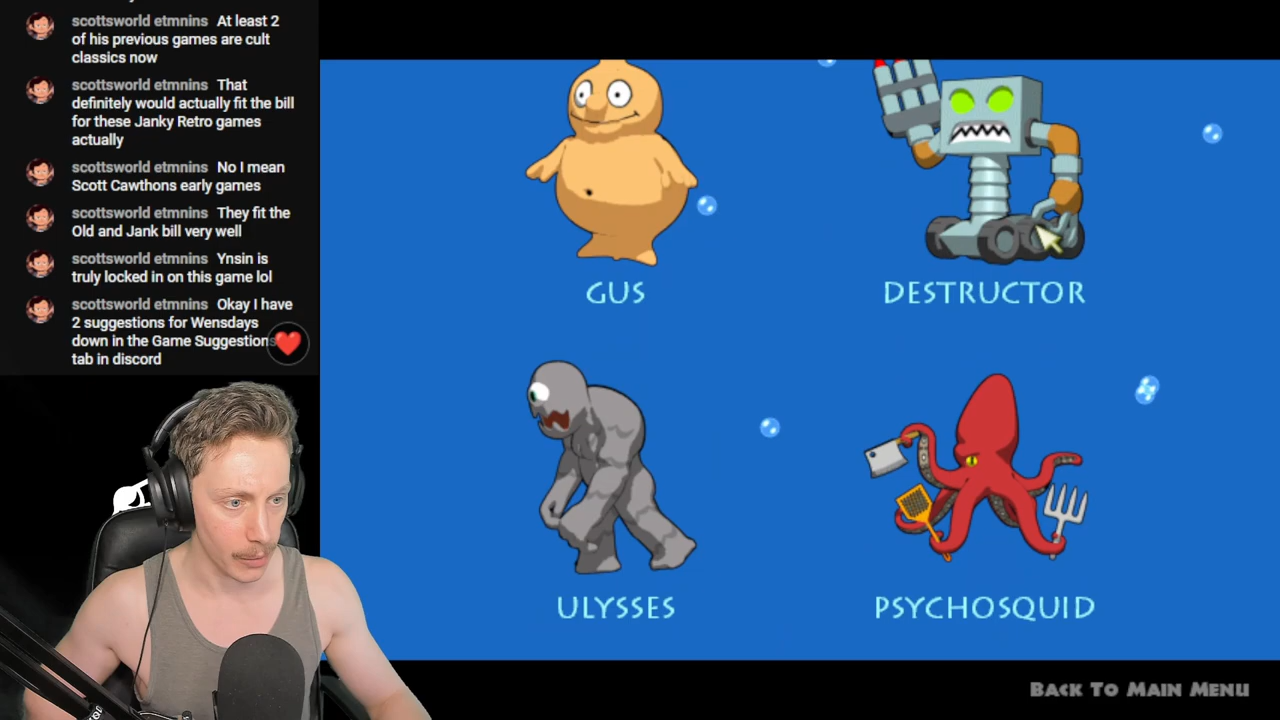 scottsworld etmnins At least 2
of his previous games are cult
classics now
scottsworld etmnins That
definitely would actually fit the bill
for these Janky Retro games
actually
scottsworld etmnins No I mean
Scott Cawthons early games
scottsworld etmnins They fit the
Old and Jank bill very well
scottsworld etmnins Ynsin is
truly locked in on this game lol
scottsworld etmnins Okay I have
2 suggestions for Wensdays
down in the Game Suggestions
tab in discord
GUS
DESTRUCTOR
ULYSSES
PSYCHOSQUID
Back To Main Menu